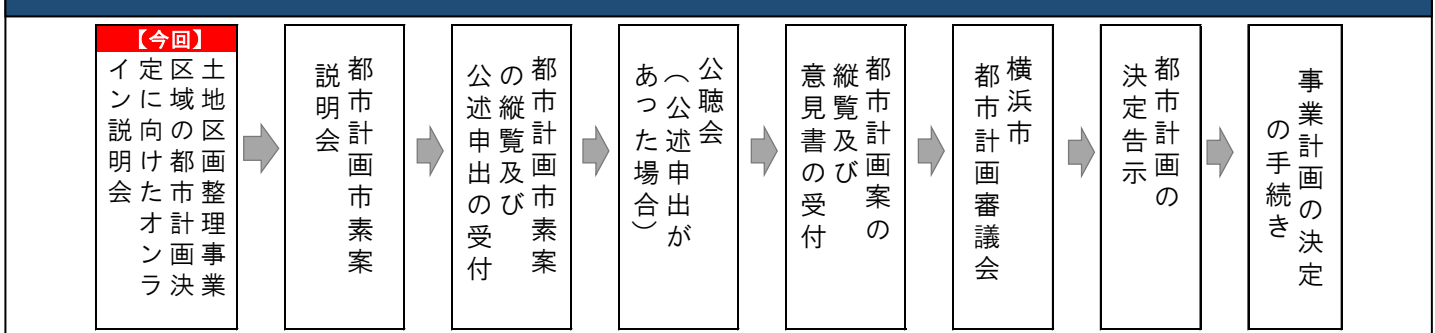 【今回】
土地区画整理事業
区域の都市計画決
定に向けたオンラ
イン説明会
都市計画市素案
説明会
都市計画市素案
の縦覧及び
公述申出の受付
公聴会
（公述申出が
あった場合）
都市計画案の
縦覧及び
意見書の受付
横浜市
都市計画審議会
都市計画の
決定告示
事業計画の決定
の手続き